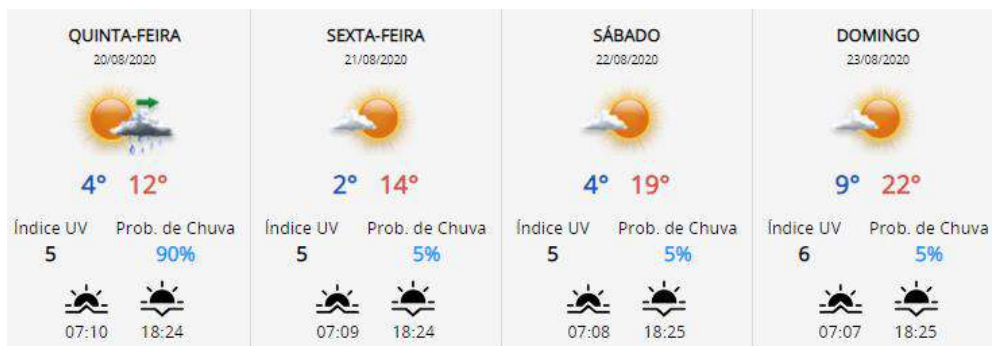 QUINTA-FEIRA
20/08/2020
4° 12°
Índice UV Prob. de Chuva
5 90%
07:10 18:24
SEXTA-FEIRA
21/08/2020
2° 14°
Índice UV Prob. de Chuva
5 5%
07:09 18:24
SÁBADO
22/08/2020
4° 19°
Índice UV Prob. de Chuva
5 5%
07:08 18:25
DOMINGO
23/08/2020
9° 22°
Índice UV Prob. de Chuva
6 5%
07:07 18:25